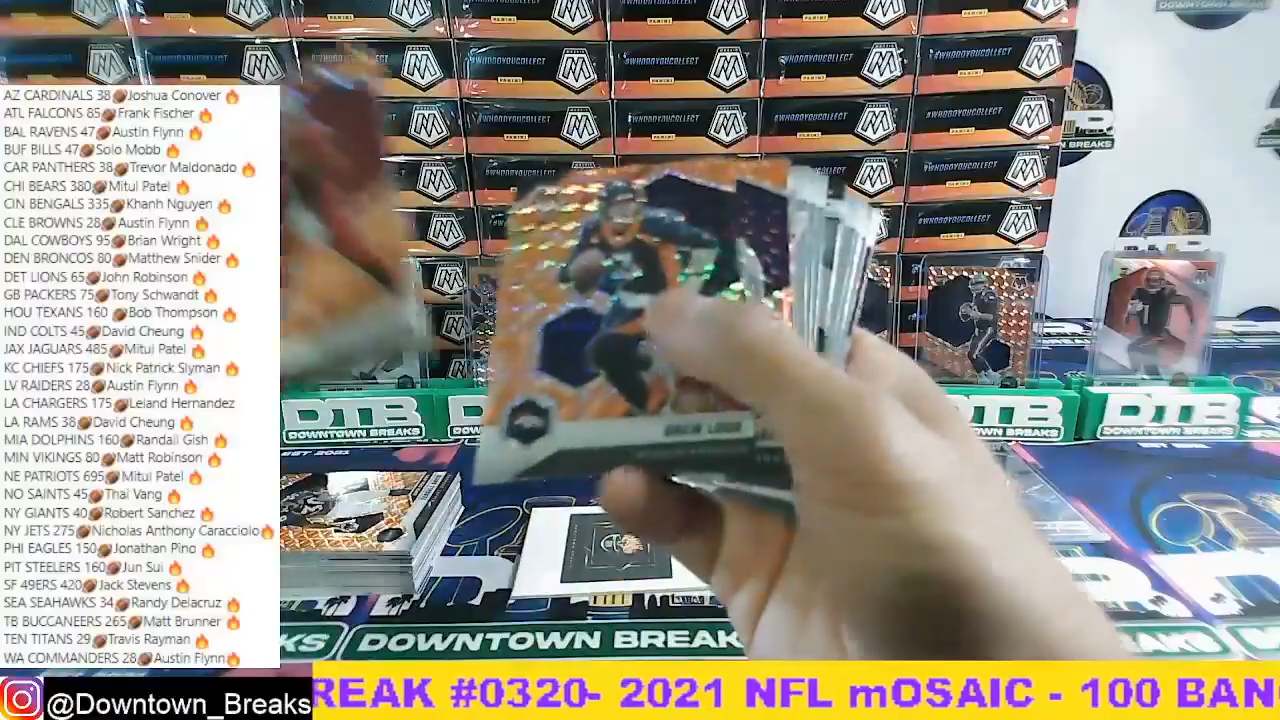 #WHODOYOUCOLLECT
PANINI
MOSAIC
AZ CARDINALS 38🏈Joshua Conover 🔥
ATL FALCONS 85🏈Frank Fischer 🔥
BAL RAVENS 47🏈Austin Flynn 🔥
BUF BILLS 47🏈Solo Mobb 🔥
CAR PANTHERS 38🏈Trevor Maldonado 🔥
CHI BEARS 380🏈Mitul Patel 🔥
CIN BENGALS 335🏈Khanh Nguyen 🔥
CLE BROWNS 28🏈Austin Flynn 🔥
DAL COWBOYS 95🏈Brian Wright 🔥
DEN BRONCOS 80🏈Matthew Snider 🔥
DET LIONS 65🏈John Robinson 🔥
GB PACKERS 75🏈Tony Schwandt 🔥
HOU TEXANS 160 🏈Bob Thompson 🔥
IND COLTS 45🏈David Cheung 🔥
JAX JAGUARS 485🏈Mitul Patel 🔥
KC CHIEFS 175🏈Nick Patrick Slyman 🔥
LV RAIDERS 28🏈Austin Flynn 🔥
LA CHARGERS 175🏈Leland Hernandez
LA RAMS 38🏈David Cheung 🔥
MIA DOLPHINS 160🏈Randall Gish 🔥
MIN VIKINGS 80🏈Matt Robinson 🔥
NE PATRIOTS 695🏈Mitul Patel 🔥
NO SAINTS 45🏈Thai Vang 🔥
NY GIANTS 40🏈Robert Sanchez 🔥
NY JETS 275🏈Nicholas Anthony Caracciolo🔥
PHI EAGLES 150🏈Jonathan Pino 🔥
PIT STEELERS 160🏈Jun Sui 🔥
SF 49ERS 420🏈Jack Stevens 🔥
SEA SEAHAWKS 34🏈Randy Delacruz 🔥
TB BUCCANEERS 265🏈Matt Brunner 🔥
TEN TITANS 29🏈Travis Rayman 🔥
WA COMMANDERS 28🏈Austin Flynn🔥
DREW LOCK
DTB
DOWNTOWN BREAKS
DTB
DOWNTOWN BREAKS
DTB
DOWNTOWN BREAKS
DOWNTOWN BREAKS
@Downtown_Breaks
REAK #0320- 2021 NFL mOSAIC - 100 BAN